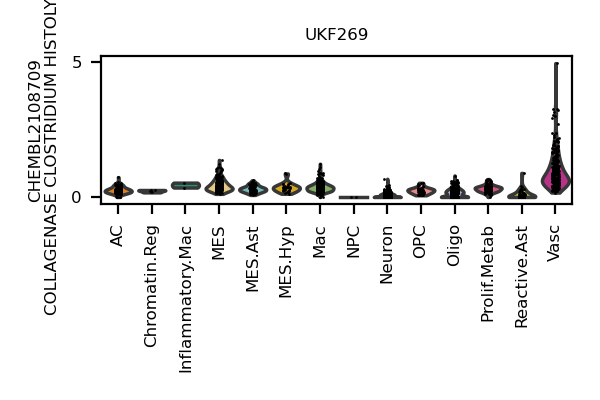 UKF269
CHEMBL2108709
COLLAGENASE CLOSTRIDIUM HISTOLY
5
0
AC
Chromatin.Reg
Inflammatory.Mac
MES
MES.Ast
MES.Hyp
Mac
NPC
Neuron
OPC
Oligo
Prolif.Metab
Reactive.Ast
Vasc